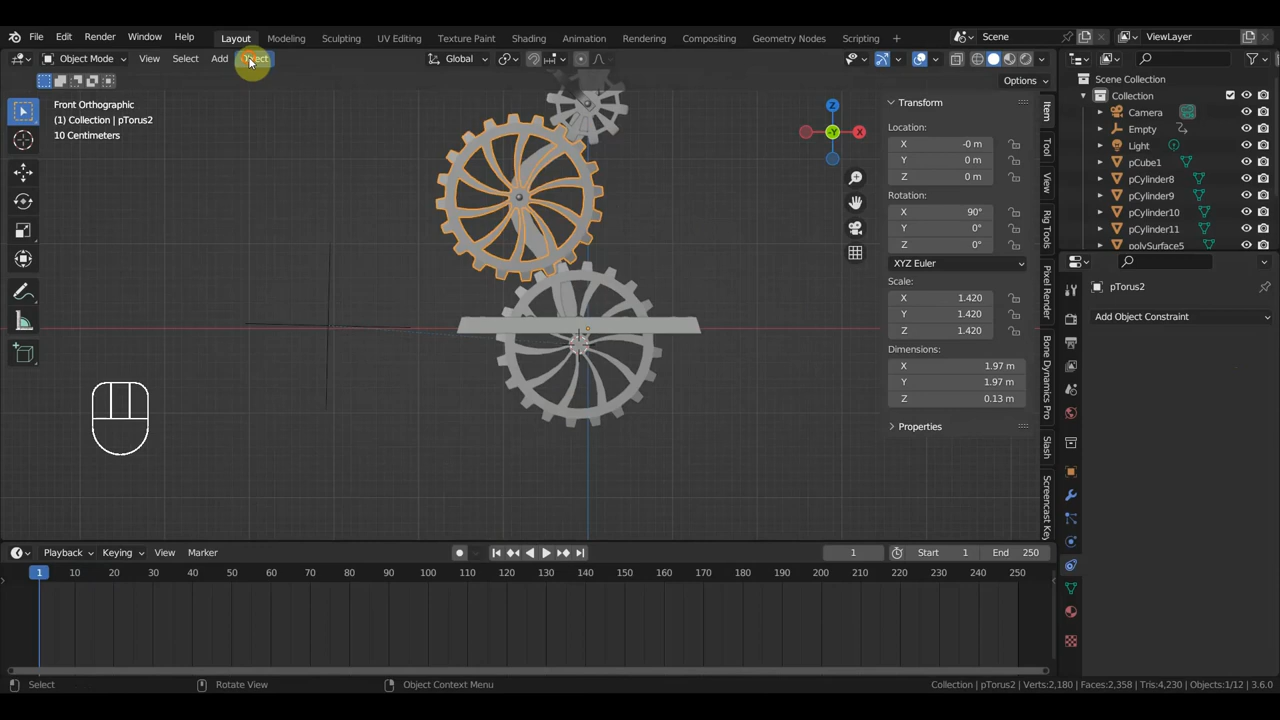 File Edit Render Window Help Layout Modeling Sculpting UV Editing Texture Paint Shading Animation Rendering Compositing Geometry Nodes Scripting + Scene ViewLayer
Object Mode View Select Add Object Global
Options
Front Orthographic
(1) Collection | pTorus2
10 Centimeters
Z
X
-Y
Transform
Location:
X -0 m
Y 0 m
Z 0 m
Rotation:
X 90°
Y 0°
Z 0°
XYZ Euler
Scale:
X 1.420
Y 1.420
Z 1.420
Dimensions:
X 1.97 m
Y 1.97 m
Z 0.13 m
Properties
Item
Tool
View
Rig Tools
Pixel Render
Bone Dynamics Pro
Slash
Screencast Key
Scene Collection
Collection
Camera
Empty
Light
pCube1
pCylinder8
pCylinder9
pCylinder10
pCylinder11
polySurface5
pTorus2
Add Object Constraint
Playback Keying View Marker 1 Start 1 End 250
1 10 20 30 40 50 60 70 80 90 100 110 120 130 140 150 160 170 180 190 200 210 220 230 240 250
Select Rotate View Object Context Menu Collection | pTorus2 | Verts:2,180 | Faces:2,358 | Tris:4,230 | Objects:1/12 | 3.6.0